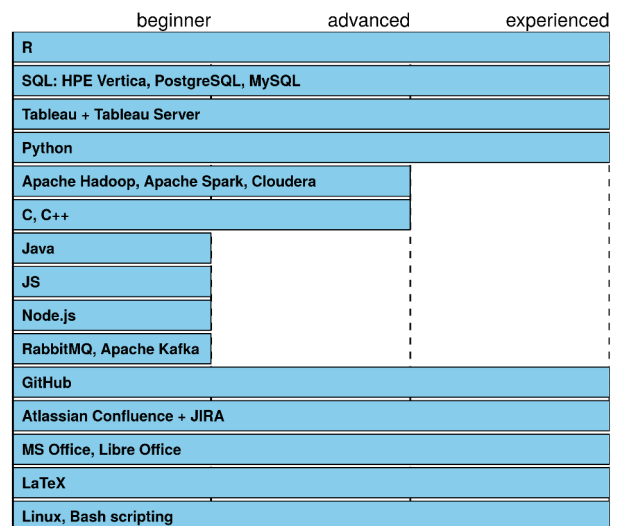 beginner advanced experienced
R
SQL: HPE Vertica, PostgreSQL, MySQL
Tableau + Tableau Server
Python
Apache Hadoop, Apache Spark, Cloudera
C, C++
Java
JS
Node.js
RabbitMQ, Apache Kafka
GitHub
Atlassian Confluence + JIRA
MS Office, Libre Office
LaTeX
Linux, Bash scripting